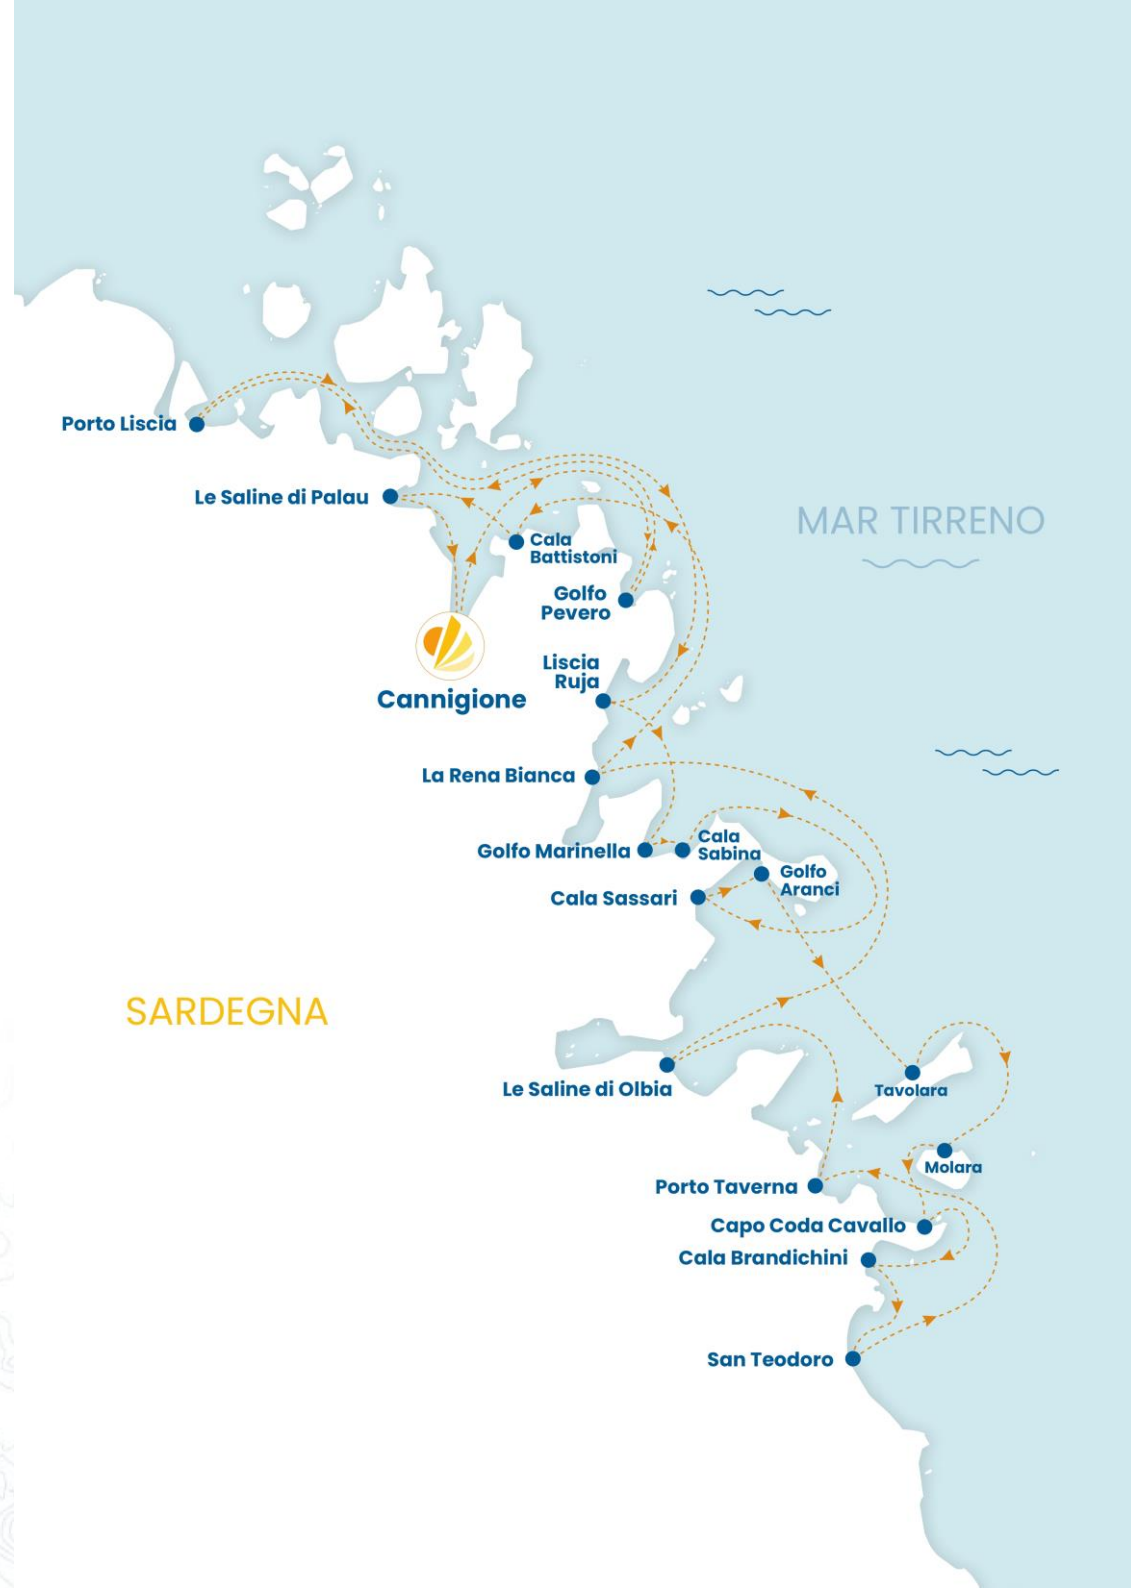 Porto Liscia
Le Saline di Palau
MAR TIRRENO
Cala
Battistoni
Golfo
Pevero
Liscia
Ruja
Cannigione
La Rena Bianca
Cala
Sabina
Golfo Marinella
Golfo
Aranci
Cala Sassari
SARDEGNA
Le Saline di Olbia
Tavolara
Molara
Porto Taverna
Capo Coda Cavallo
Cala Brandichini
San Teodoro